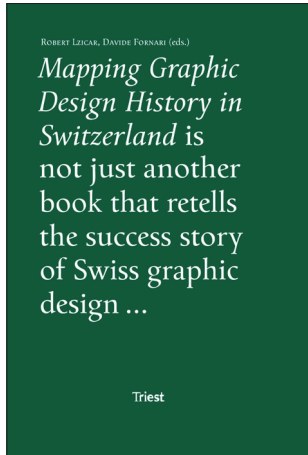 Robert Lzicar, Davide Fornari (eds.)
Mapping Graphic
Design History in
Switzerland is
not just another
book that retells
the success story
of Swiss graphic
design ...
Triest